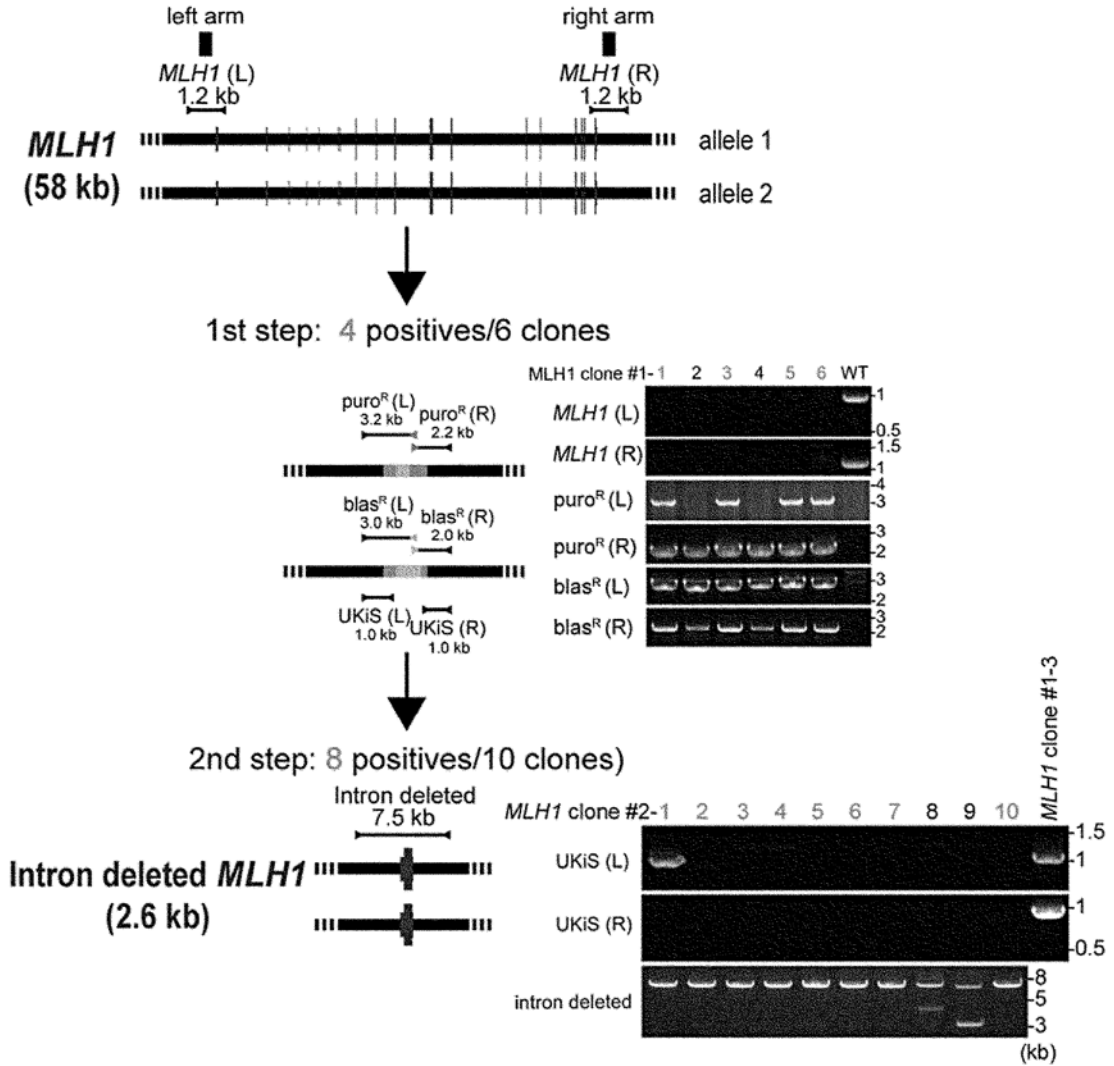 left arm
right arm
MLH1 (L)
MLH1 (R)
1.2 kb
1.2 kb
MLH1
(58 kb)
allele 1
allele 2
1st step: 4 positives/6 clones
MLH1 clone #1- 1 2 3 4 5 6 WT
MLH1 (L)
-1
-0.5
MLH1 (R)
-1.5
-1
puroR (L)
-4
-3
puroR (R)
-3
-2
blasR (L)
-3
-2
blasR (R)
-3
-2
puroR (L)
3.2 kb
puroR (R)
2.2 kb
blasR (L)
3.0 kb
blasR (R)
2.0 kb
UKiS (L)
1.0 kb
UKiS (R)
1.0 kb
2nd step: 8 positives/10 clones)
Intron deleted
7.5 kb
Intron deleted MLH1
(2.6 kb)
MLH1 clone #2- 1 2 3 4 5 6 7 8 9 10
MLH1 clone #1-3
UKiS (L)
-1.5
-1
UKiS (R)
-1
-0.5
intron deleted
-8
-5
-3
(kb)